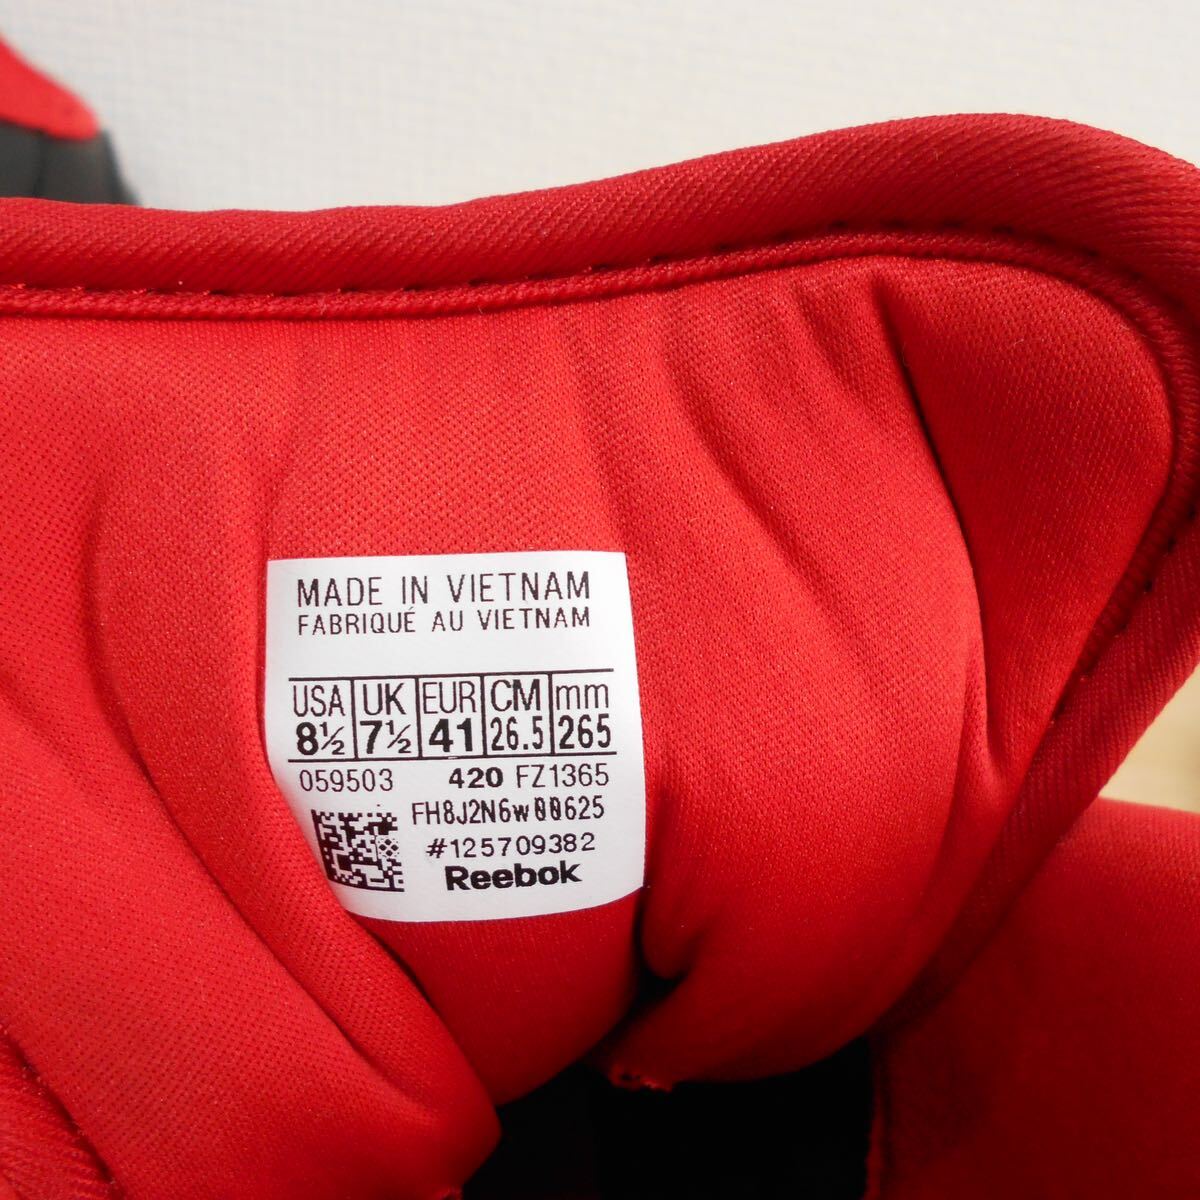 MADE IN VIETNAM
FABRIQUÉ AU VIETNAM
USA UK EUR CM mm
8½ 7½ 41 26.5 265
059503 420 FZ1365
FH8J2N6w00625
#125709382
Reebok